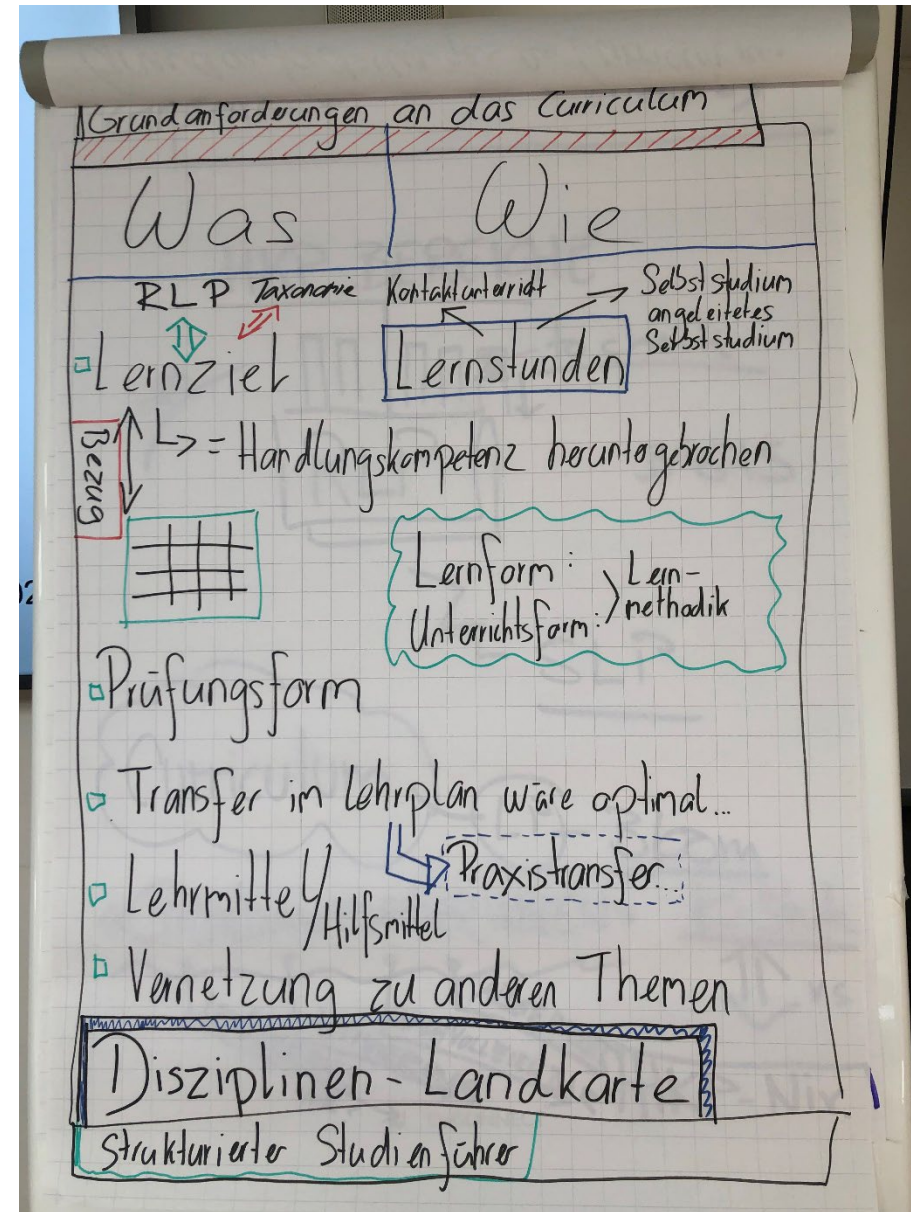 Grundanforderungen an das Curriculum
Was
Wie
RLP Taxonomie
Kontaktunterricht
Selbststudium
angeleitetes
Selbststudium
Lernziel
Lernstunden
Bezug
= Handlungskompetenz heruntegebrochen
Lernform:
Unterrichtsform:
Lern-
methodik
Prüfungsform
Transfer im Lehrplan wäre optimal...
Praxistransfer...
Lehrmittel/
Hilfsmittel
Vernetzung zu anderen Themen
Disziplinen-Landkarte
Strukturierter Studienführer